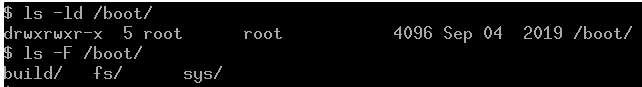 $ ls -ld /boot/
drwxrwxr-x  5 root      root            4096 Sep 04  2019 /boot/
$ ls -F /boot/
build/   fs/      sys/